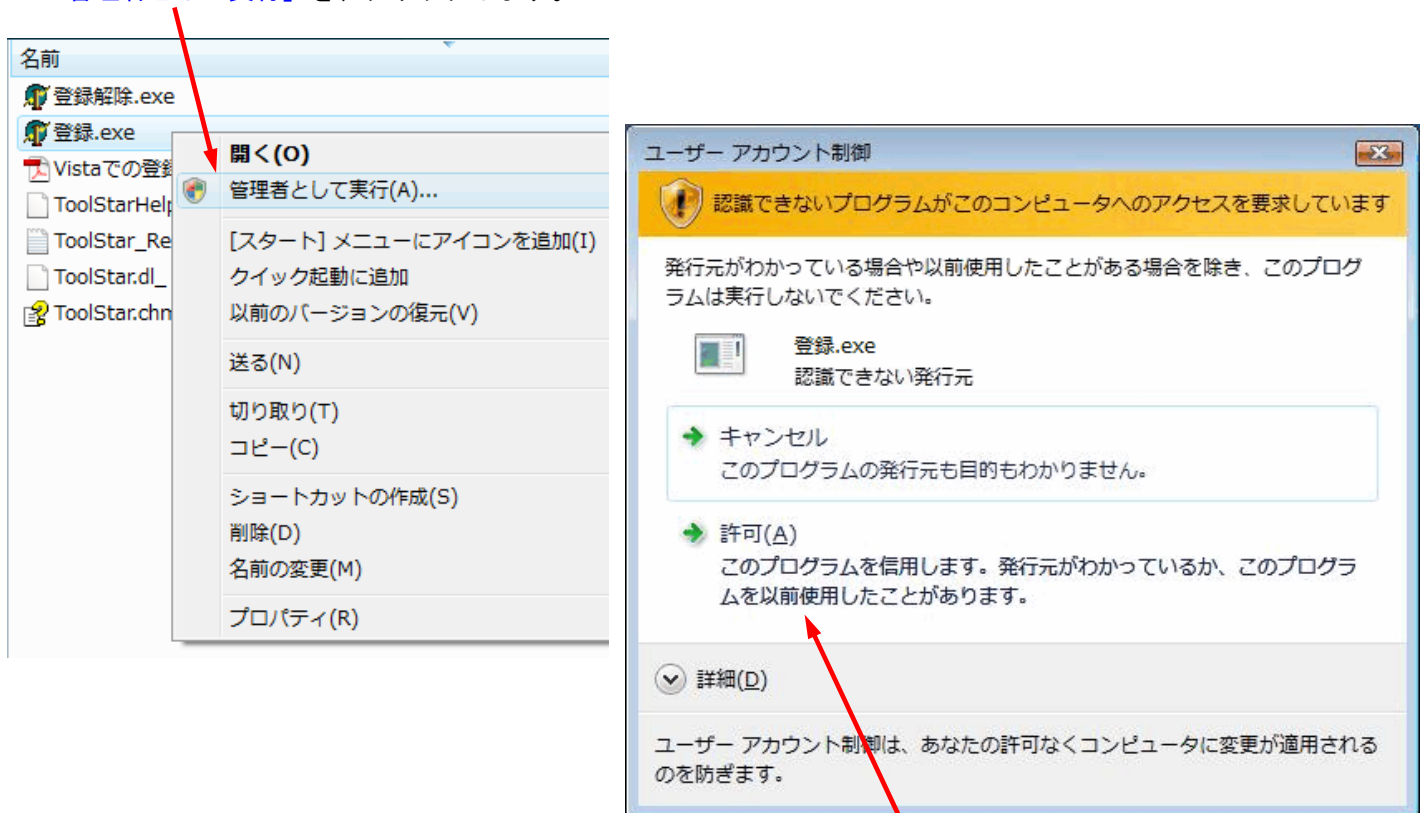 名前
登録解除.exe
登録.exe
Vistaでの登録
ToolStarHelp
ToolStar_Re
ToolStar.dl_
ToolStar.chm
開く(O)
管理者として実行(A)...
[スタート] メニューにアイコンを追加(I)
クイック起動に追加
以前のバージョンの復元(V)
送る(N)
切り取り(T)
コピー(C)
ショートカットの作成(S)
削除(D)
名前の変更(M)
プロパティ(R)
ユーザー アカウント制御
認識できないプログラムがこのコンピュータへのアクセスを要求しています
発行元がわかっている場合や以前使用したことがある場合を除き、このプログ
ラムは実行しないでください。
登録.exe
認識できない発行元
キャンセル
このプログラムの発行元も目的もわかりません。
許可(A)
このプログラムを信用します。発行元がわかっているか、このプログラ
ムを以前使用したことがあります。
詳細(D)
ユーザー アカウント制御は、あなたの許可なくコンピュータに変更が適用される
のを防ぎます。